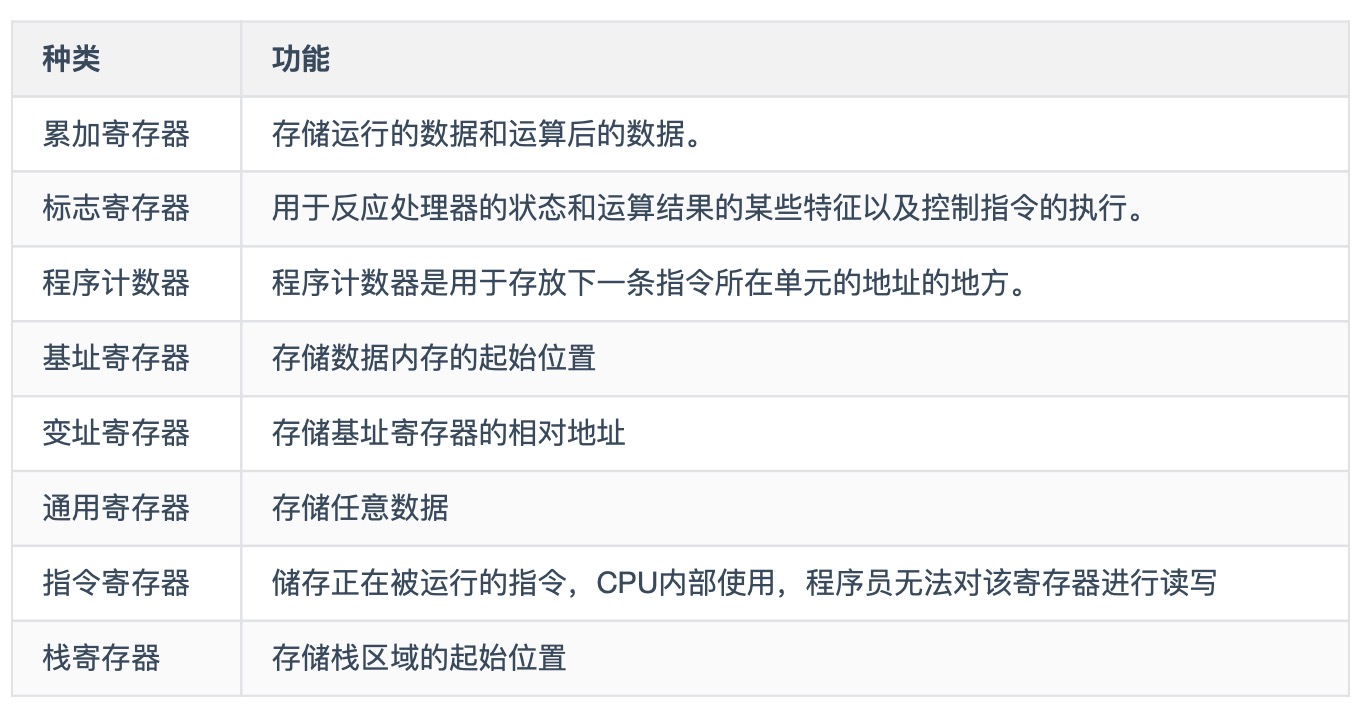 种类 功能
累加寄存器 存储运行的数据和运算后的数据。
标志寄存器 用于反应处理器的状态和运算结果的某些特征以及控制指令的执行。
程序计数器 程序计数器是用于存放下一条指令所在单元的地址的地方。
基址寄存器 存储数据内存的起始位置
变址寄存器 存储基址寄存器的相对地址
通用寄存器 存储任意数据
指令寄存器 储存正在被运行的指令，CPU内部使用，程序员无法对该寄存器进行读写
栈寄存器 存储栈区域的起始位置